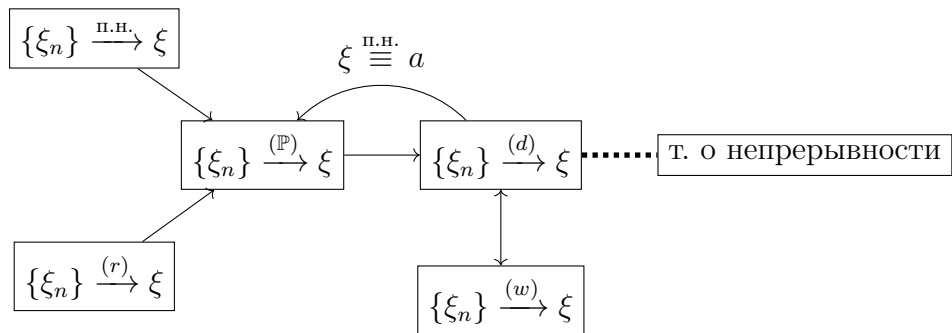 {ξₙ} п.н.⟶ ξ
ξ п.н.≡ a
{ξₙ} (ℙ)⟶ ξ
{ξₙ} (d)⟶ ξ
т. о непрерывности
{ξₙ} (r)⟶ ξ
{ξₙ} (w)⟶ ξ